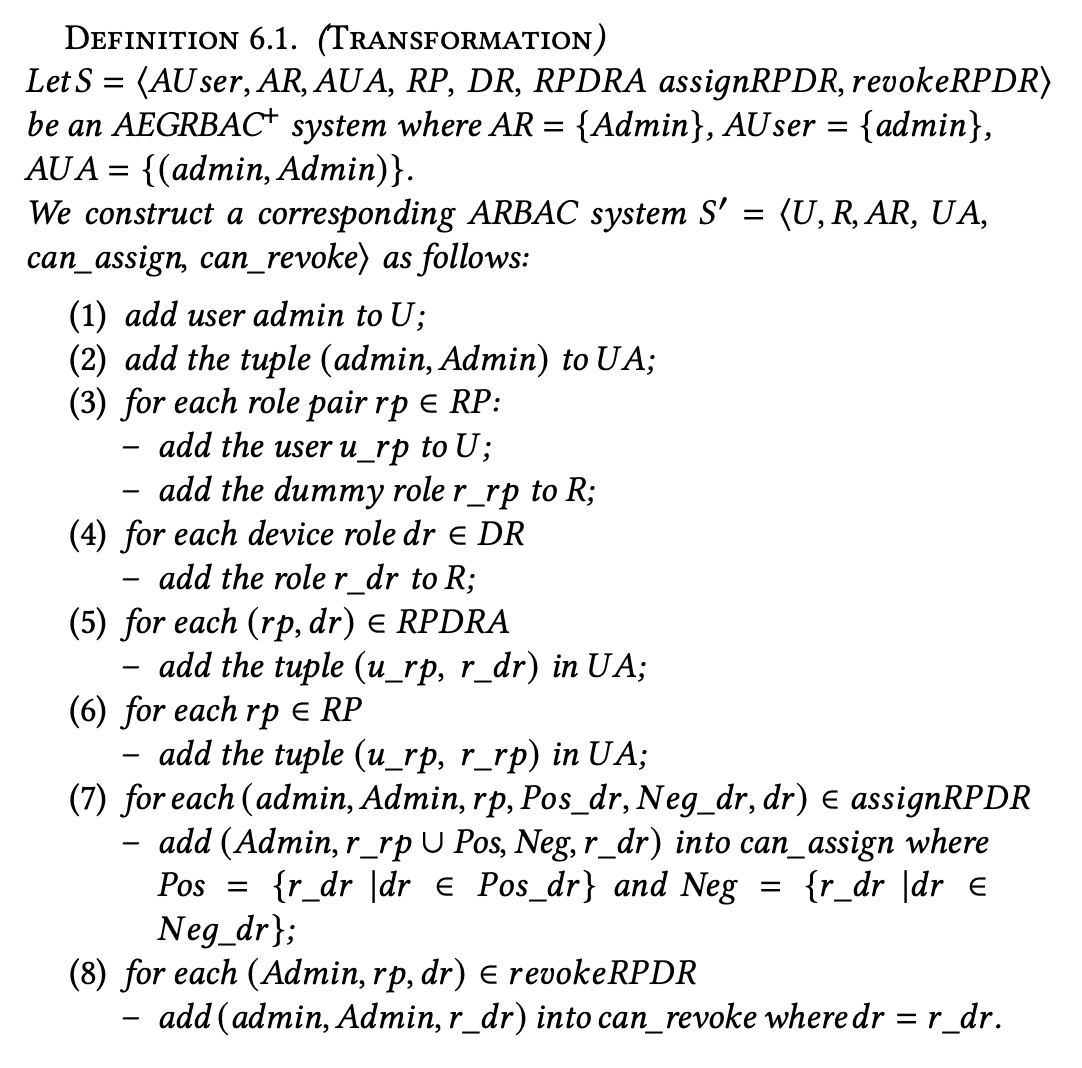 DEFINITION 6.1. (TRANSFORMATION)
Let S = ⟨AUser, AR, AUA, RP, DR, RPDRA assignRPDR, revokeRPDR⟩
be an AEGRBAC⁺ system where AR = {Admin}, AUser = {admin},
AUA = {(admin, Admin)}.
We construct a corresponding ARBAC system S′ = ⟨U, R, AR, UA,
can_assign, can_revoke⟩ as follows:
(1) add user admin to U;
(2) add the tuple (admin, Admin) to UA;
(3) for each role pair rp ∈ RP:
– add the user u_rp to U;
– add the dummy role r_rp to R;
(4) for each device role dr ∈ DR
– add the role r_dr to R;
(5) for each (rp, dr) ∈ RPDRA
– add the tuple (u_rp, r_dr) in UA;
(6) for each rp ∈ RP
– add the tuple (u_rp, r_rp) in UA;
(7) for each (admin, Admin, rp, Pos_dr, Neg_dr, dr) ∈ assignRPDR
– add (Admin, r_rp ∪ Pos, Neg, r_dr) into can_assign where
Pos = {r_dr |dr ∈ Pos_dr} and Neg = {r_dr |dr ∈
Neg_dr};
(8) for each (Admin, rp, dr) ∈ revokeRPDR
– add (admin, Admin, r_dr) into can_revoke where dr = r_dr.